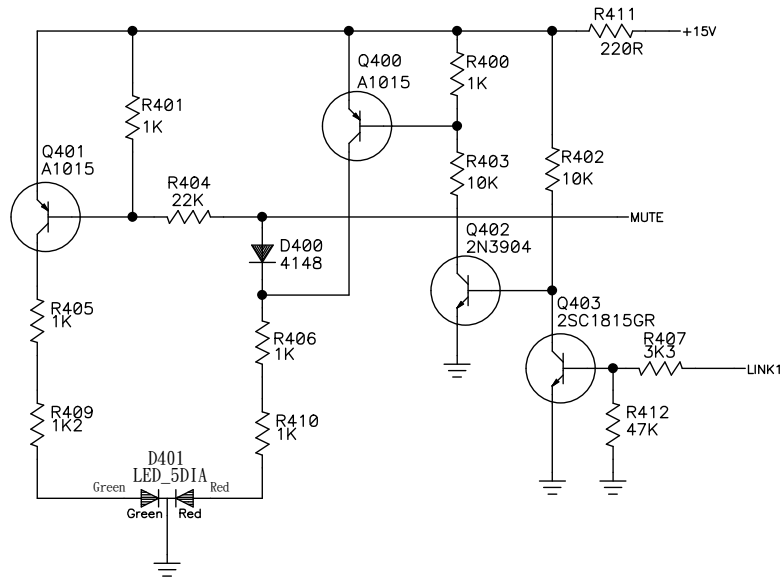 R411
+15V
220R
Q400
A1015
R400
1K
R401
1K
Q401
A1015
R403
10K
R402
10K
R404
22K
MUTE
Q402
2N3904
D400
4148
Q403
2SC1815GR
R405
1K
R406
1K
R407
3K3
LINK1
R409
1K2
R410
1K
R412
47K
D401
LED_5DIA
Green
Red
Green
Red